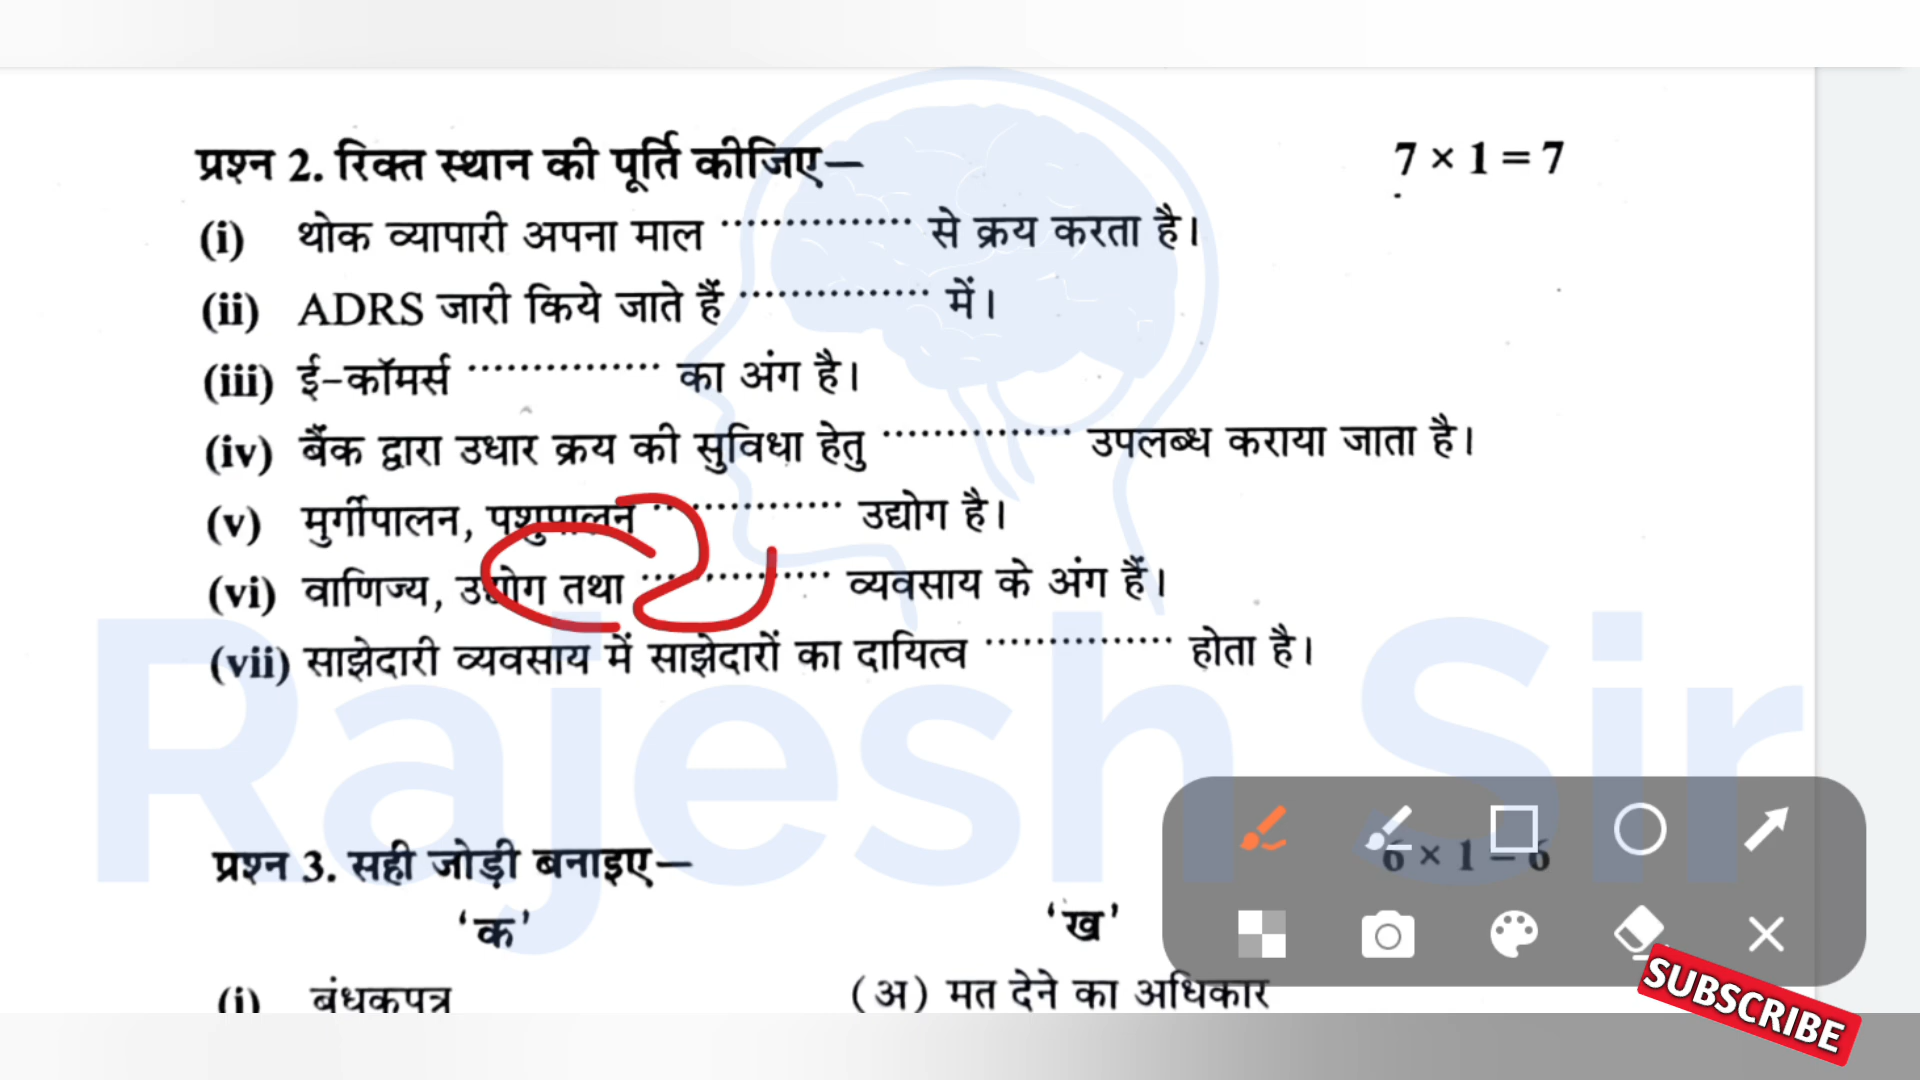 प्रश्न 2. रिक्त स्थान की पूर्ति कीजिए— 7 × 1 = 7
(i) थोक व्यापारी अपना माल ............... से क्रय करता है।
(ii) ADRS जारी किये जाते हैं ............... में।
(iii) ई-कॉमर्स ............... का अंग है।
(iv) बैंक द्वारा उधार क्रय की सुविधा हेतु ............... उपलब्ध कराया जाता है।
(v) मुर्गीपालन, पशुपालन ............... उद्योग है।
(vi) वाणिज्य, उद्योग तथा ............... व्यवसाय के अंग हैं।
(vii) साझेदारी व्यवसाय में साझेदारों का दायित्व ............... होता है।
Rajesh Sir
प्रश्न 3. सही जोड़ी बनाइए— 6 × 1 = 6
'क' 'ख'
(i) बंधकपत्र (अ) मत देने का अधिकार
SUBSCRIBE